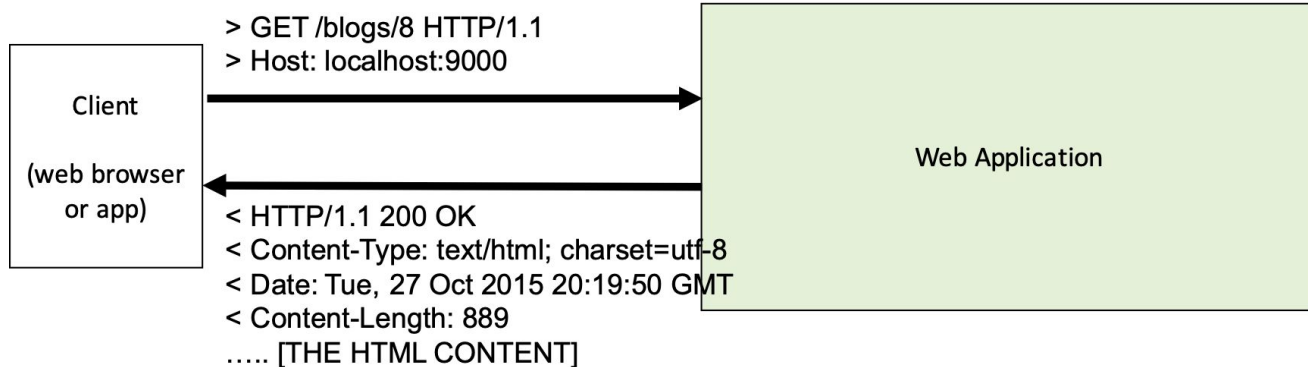 > GET /blogs/8 HTTP/1.1
> Host: localhost:9000
Client
(web browser
or app)
Web Application
< HTTP/1.1 200 OK
< Content-Type: text/html; charset=utf-8
< Date: Tue, 27 Oct 2015 20:19:50 GMT
< Content-Length: 889
….. [THE HTML CONTENT]